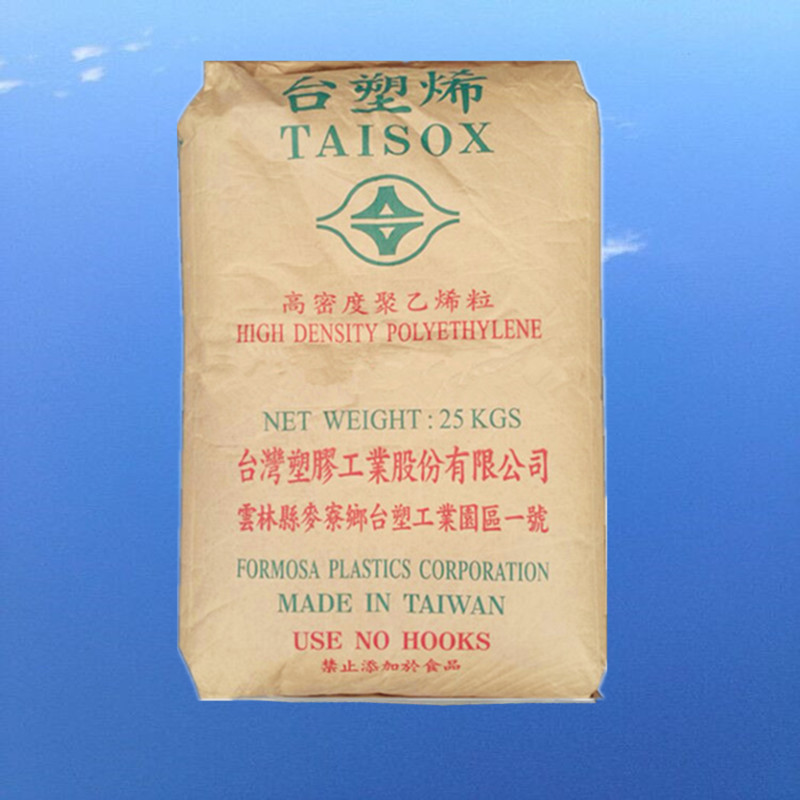 台塑烯
TAISOX
高密度聚乙烯粒
HIGH DENSITY POLYETHYLENE
NET WEIGHT : 25 KGS
台灣塑膠工業股份有限公司
雲林縣麥寮鄉台塑工業園區一號
FORMOSA PLASTICS CORPORATION
MADE IN TAIWAN
USE NO HOOKS
禁止添加於食品